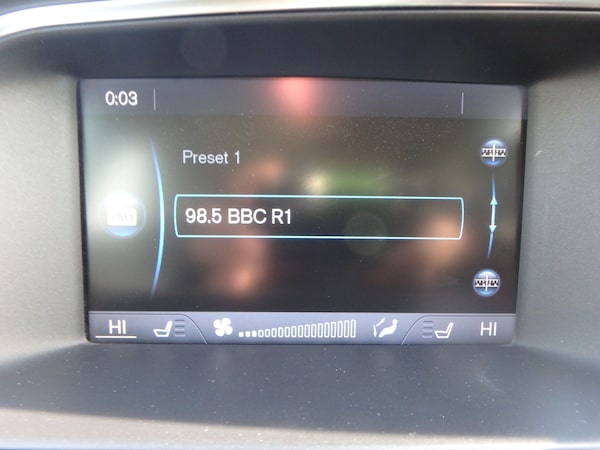 0:03
Preset 1
98.5 BBC R1
HI HI